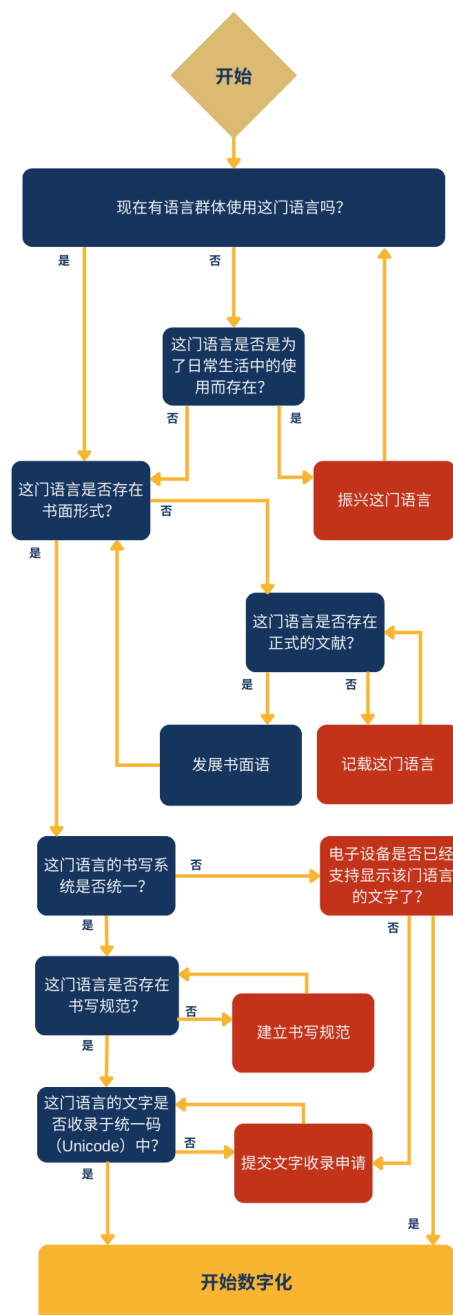 开始
现在有语言群体使用这门语言吗？
是
否
这门语言是否是为
了日常生活中的使
用而存在？
否
是
这门语言是否存在
书面形式？
振兴这门语言
否
是
这门语言是否存在
正式的文献？
是
否
发展书面语
记载这门语言
这门语言的书写系
统是否统一？
否
电子设备是否已经
支持显示该门语言
的文字了？
是
否
这门语言是否存在
书写规范？
否
建立书写规范
是
这门语言的文字是
否收录于统一码
（Unicode）中？
否
提交文字收录申请
是
是
开始数字化